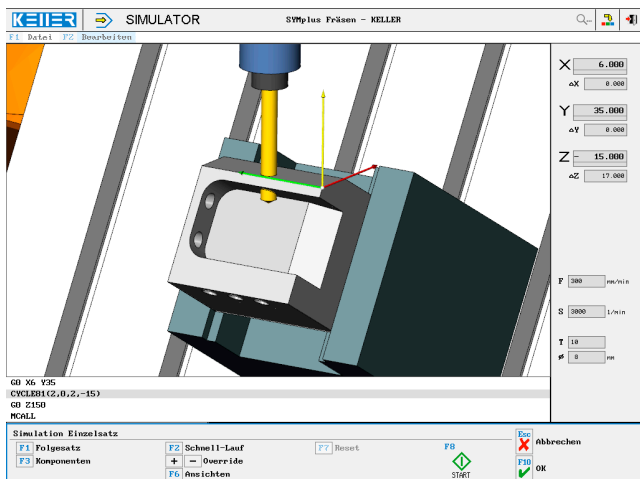 KELLER SIMULATOR SYMplus Fräsen - KELLER
F1 Datei F2 Bearbeiten
X 6.000
△X 0.000
Y 35.000
△Y 0.000
Z - 15.000
△Z 17.000
F 300 mm/min
S 3000 1/min
T 10
ø 8 mm
G0 X6 Y35
CYCLE81(2,0,2,-15)
G0 Z150
MCALL
Simulation Einzelsatz
F1 Folgesatz F2 Schnell-Lauf F7 Reset F8 Esc Abbrechen
F3 Komponenten + - Override F10 OK
F6 Ansichten START